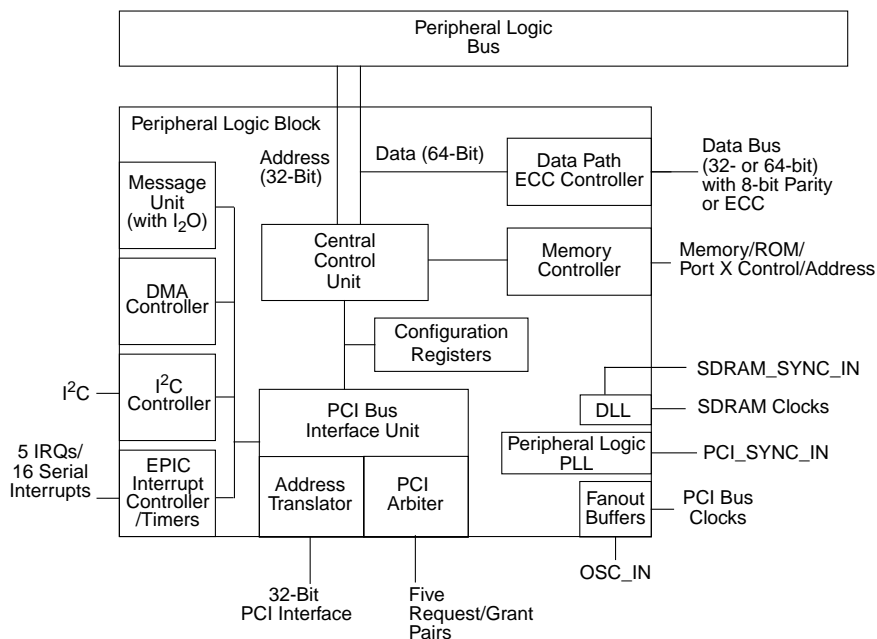 Peripheral Logic
Bus
Peripheral Logic Block
Address
(32-Bit)
Data (64-Bit)
Data Path
ECC Controller
Data Bus
(32- or 64-bit)
with 8-bit Parity
or ECC
Message
Unit
(with I₂O)
Central
Control
Unit
Memory
Controller
Memory/ROM/
Port X Control/Address
DMA
Controller
Configuration
Registers
I²C
I²C
Controller
PCI Bus
Interface Unit
SDRAM_SYNC_IN
DLL
SDRAM Clocks
Peripheral Logic
PLL
PCI_SYNC_IN
5 IRQs/
16 Serial
Interrupts
EPIC
Interrupt
Controller
/Timers
Address
Translator
PCI
Arbiter
Fanout
Buffers
PCI Bus
Clocks
OSC_IN
32-Bit
PCI Interface
Five
Request/Grant
Pairs